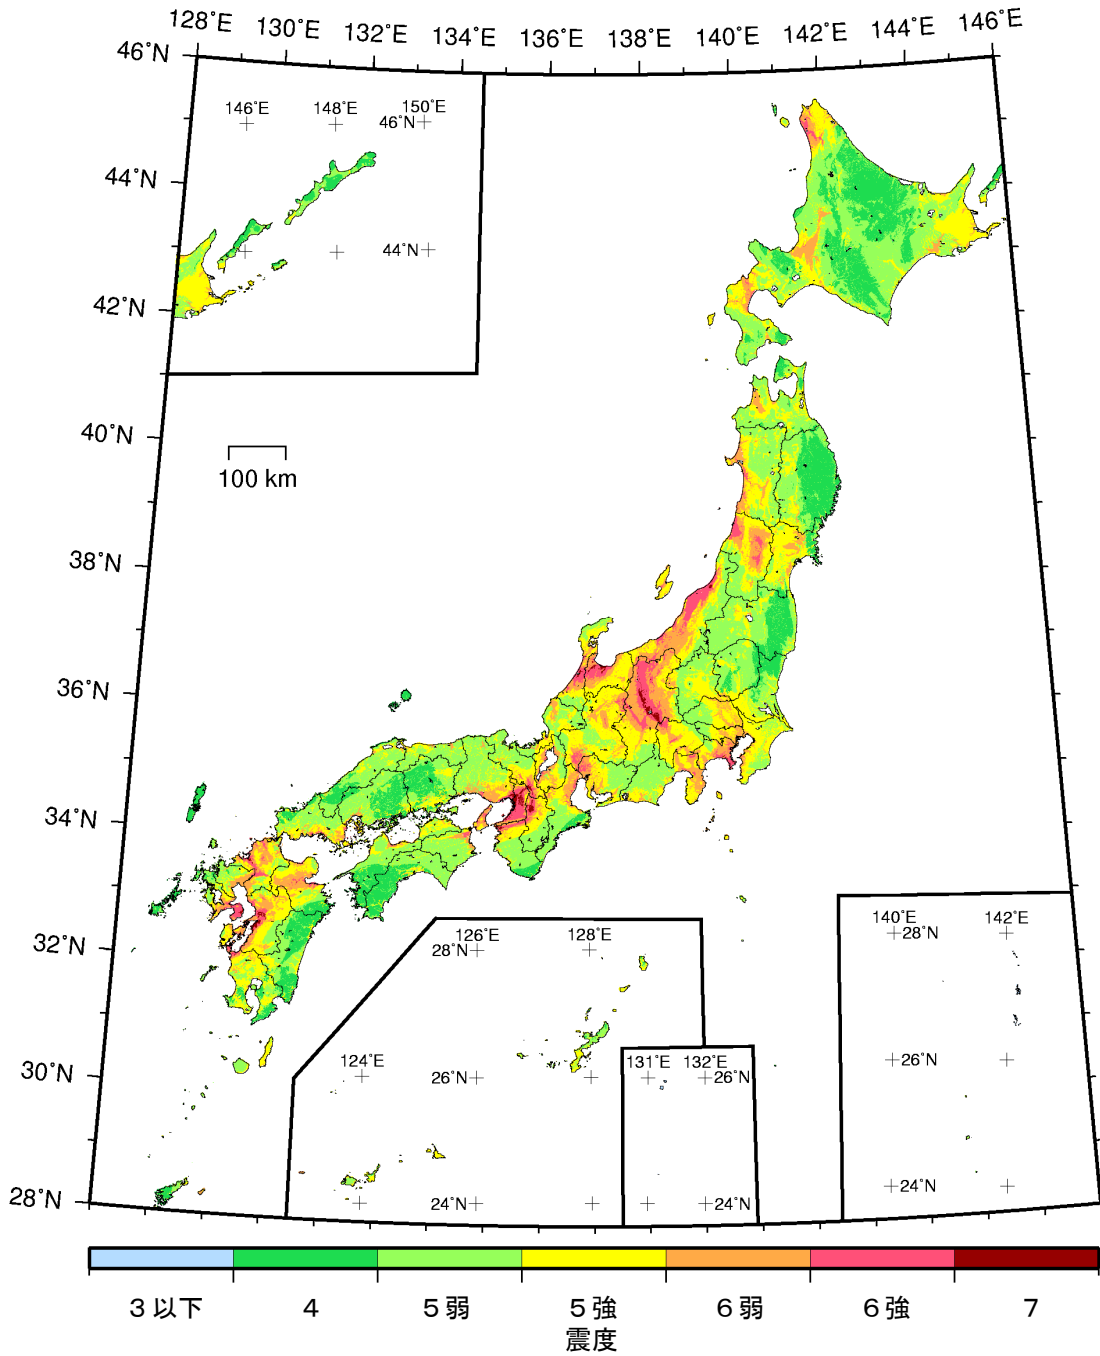 128°E 130°E 132°E 134°E 136°E 138°E 140°E 142°E 144°E 146°E
46°N
146°E 148°E 150°E
46°N
44°N
44°N
42°N
40°N
100 km
38°N
36°N
34°N
32°N
126°E 128°E
28°N
140°E 142°E
28°N
124°E
131°E 132°E
30°N
26°N
26°N
26°N
28°N
24°N
24°N
24°N
3以下 4 5弱 5強 6弱 6強 7
震度